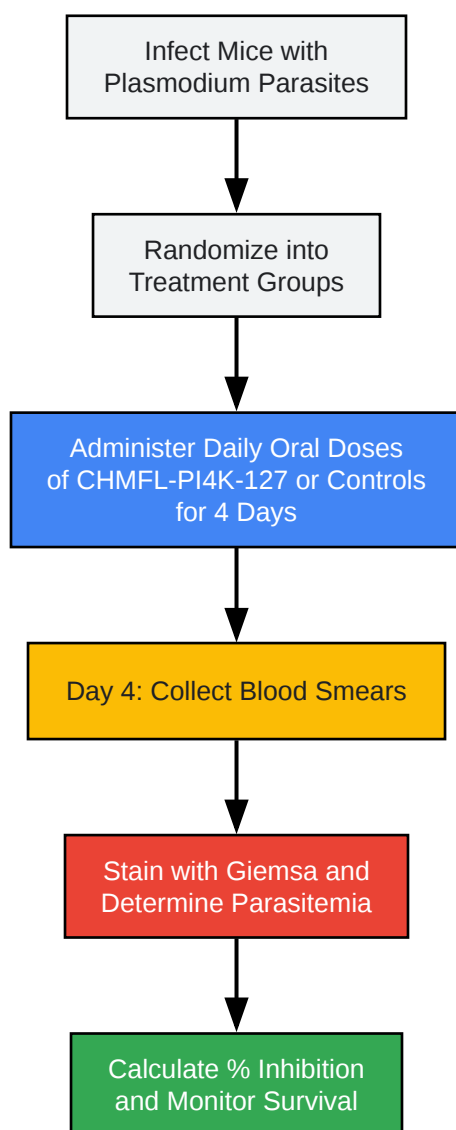 Infect Mice with
Plasmodium Parasites
Randomize into
Treatment Groups
Administer Daily Oral Doses
of CHMFL-PI4K-127 or Controls
for 4 Days
Day 4: Collect Blood Smears
Stain with Giemsa and
Determine Parasitemia
Calculate % Inhibition
and Monitor Survival